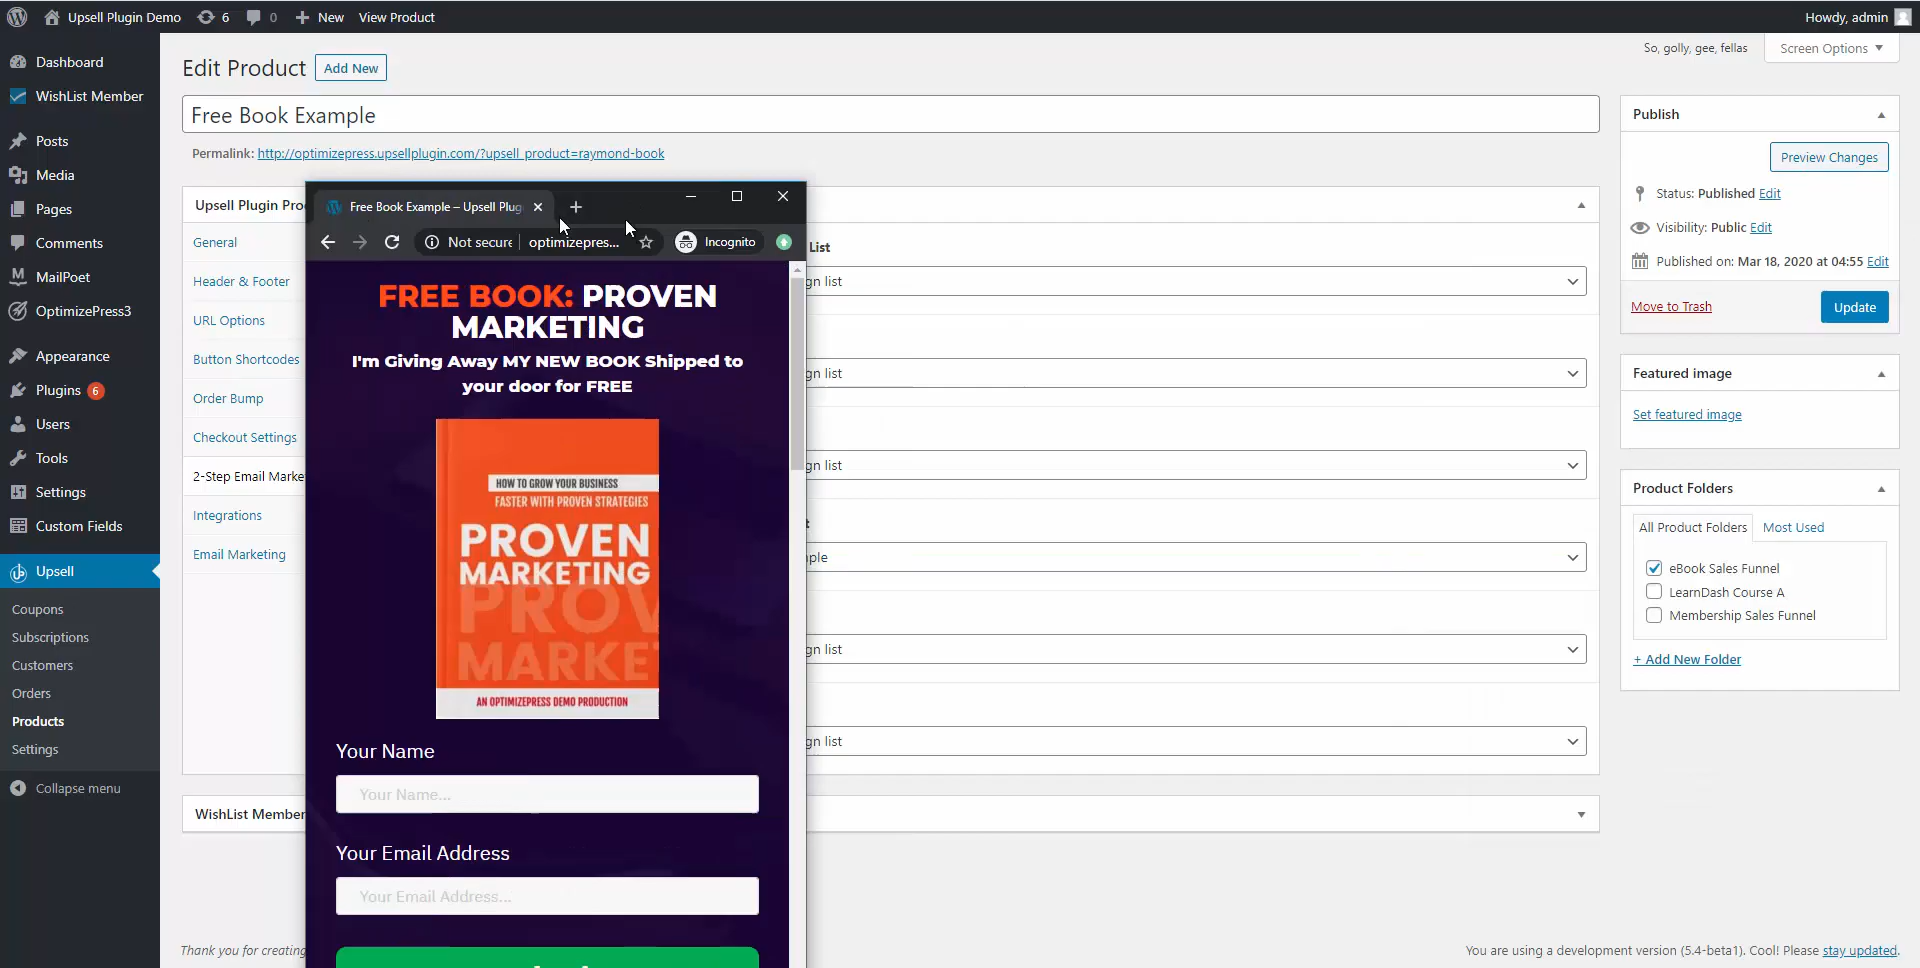 Upsell Plugin Demo 6 0 New View Product Howdy, admin
Dashboard
WishList Member
Posts
Media
Pages
Comments
MailPoet
OptimizePress3
Appearance
Plugins 6
Users
Tools
Settings
Custom Fields
Upsell
Coupons
Subscriptions
Customers
Orders
Products
Settings
Collapse menu
So, golly, gee, fellas
Screen Options
Edit Product Add New
Free Book Example
Permalink: http://optimizepress.upsellplugin.com/?upsell_product=raymond-book
Upsell Plugin Pro
General
Header & Footer
URL Options
Button Shortcodes
Order Bump
Checkout Settings
2-Step Email Marke
Integrations
Email Marketing
WishList Member
Thank you for creating
Free Book Example – Upsell Plug
Not secure optimizepres... Incognito
FREE BOOK: PROVEN
MARKETING
I'm Giving Away MY NEW BOOK Shipped to
your door for FREE
HOW TO GROW YOUR BUSINESS
FASTER WITH PROVEN STRATEGIES
PROVEN
MARKETING
PROV
MARKE
AN OPTIMIZEPRESS DEMO PRODUCTION
Your Name
Your Name...
Your Email Address
Your Email Address...
List
gn list
gn list
gn list
t
ple
gn list
gn list
Publish
Preview Changes
Status: Published Edit
Visibility: Public Edit
Published on: Mar 18, 2020 at 04:55 Edit
Move to Trash Update
Featured image
Set featured image
Product Folders
All Product Folders Most Used
eBook Sales Funnel
LearnDash Course A
Membership Sales Funnel
+ Add New Folder
You are using a development version (5.4-beta1). Cool! Please stay updated.